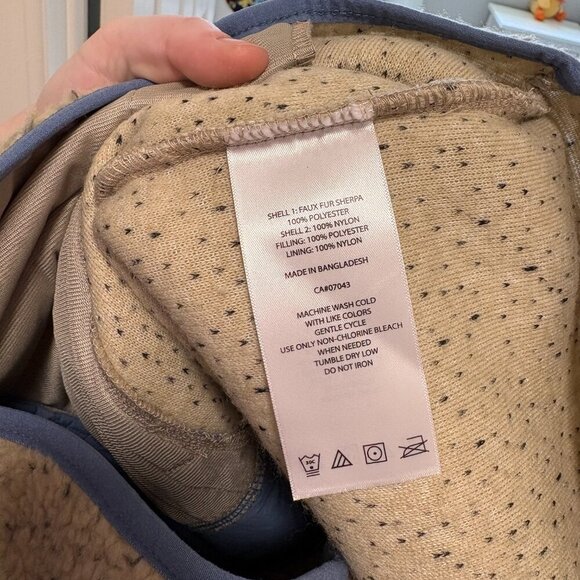 SHELL 1: FAUX FUR SHERPA
100% POLYESTER
SHELL 2: 100% NYLON
FILLING: 100% POLYESTER
LINING: 100% NYLON
MADE IN BANGLADESH
CA#07043
MACHINE WASH COLD
WITH LIKE COLORS
GENTLE CYCLE
USE ONLY NON-CHLORINE BLEACH
WHEN NEEDED
TUMBLE DRY LOW
DO NOT IRON
30C